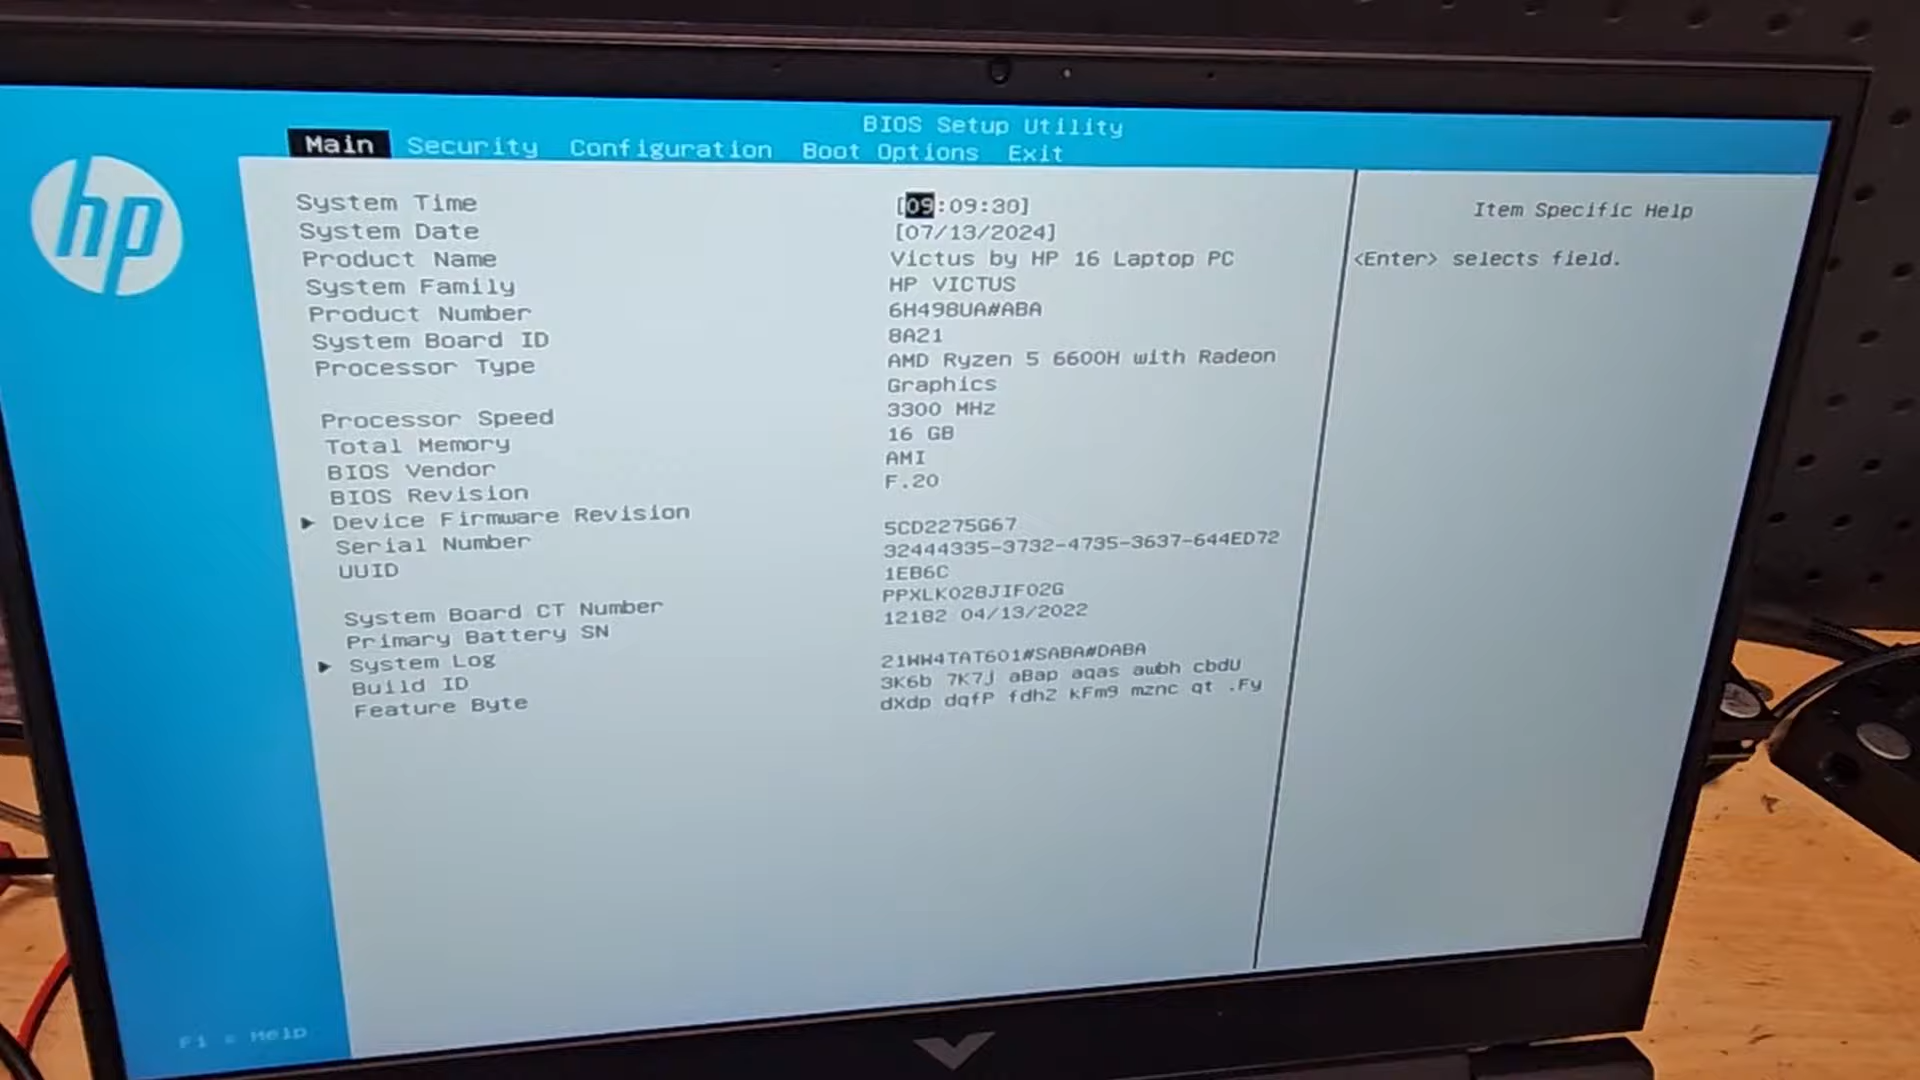 hp
BIOS Setup Utility
Main Security Configuration Boot Options Exit
System Time [09:09:30]
System Date [07/13/2024]
Product Name Victus by HP 16 Laptop PC
System Family HP VICTUS
Product Number 6H498UA#ABA
System Board ID 8A21
Processor Type AMD Ryzen 5 6600H with Radeon
Graphics
Processor Speed 3300 MHz
Total Memory 16 GB
BIOS Vendor AMI
BIOS Revision F.20
Device Firmware Revision
Serial Number 5CD2275G67
UUID 32444335-3732-4735-3637-644ED72
1EB6C
System Board CT Number PPXLK028JIF02G
Primary Battery SN 12182 04/13/2022
System Log
Build ID 21WW4TAT601#SABA#DABA
Feature Byte 3K6b 7K7J aBap aqas awbh cbdU
dXdp dqfP fdhZ kFm9 mznc qt .Fy
Item Specific Help
<Enter> selects field.
F1 = Help